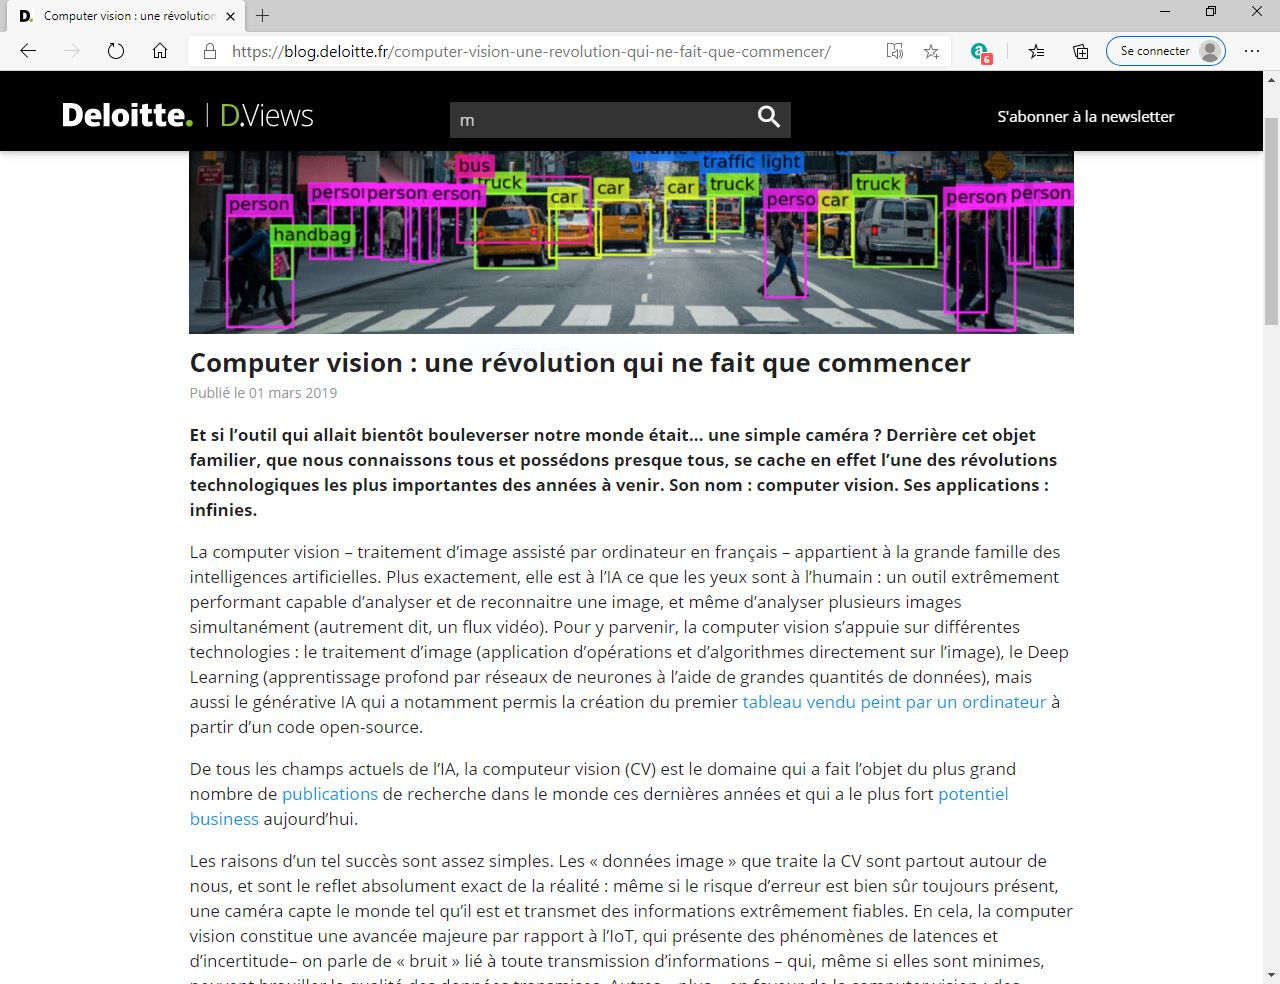 Computer vision : une révolution
https://blog.deloitte.fr/computer-vision-une-revolution-qui-ne-fait-que-commencer/
6
Se connecter
Deloitte. | D.Views
m
S'abonner à la newsletter
bus
traffic light
person
perso
person
erson
truck
car
car
car
truck
perso
car
truck
person
person
handbag
Computer vision : une révolution qui ne fait que commencer
Publié le 01 mars 2019
Et si l’outil qui allait bientôt bouleverser notre monde était… une simple caméra ? Derrière cet objet
familier, que nous connaissons tous et possédons presque tous, se cache en effet l’une des révolutions
technologiques les plus importantes des années à venir. Son nom : computer vision. Ses applications :
infinies.
La computer vision – traitement d’image assisté par ordinateur en français – appartient à la grande famille des
intelligences artificielles. Plus exactement, elle est à l’IA ce que les yeux sont à l’humain : un outil extrêmement
performant capable d’analyser et de reconnaitre une image, et même d’analyser plusieurs images
simultanément (autrement dit, un flux vidéo). Pour y parvenir, la computer vision s’appuie sur différentes
technologies : le traitement d’image (application d’opérations et d’algorithmes directement sur l’image), le Deep
Learning (apprentissage profond par réseaux de neurones à l’aide de grandes quantités de données), mais
aussi le générative IA qui a notamment permis la création du premier tableau vendu peint par un ordinateur à
partir d’un code open-source.
De tous les champs actuels de l’IA, la computeur vision (CV) est le domaine qui a fait l’objet du plus grand
nombre de publications de recherche dans le monde ces dernières années et qui a le plus fort potentiel
business aujourd’hui.
Les raisons d’un tel succès sont assez simples. Les « données image » que traite la CV sont partout autour de
nous, et sont le reflet absolument exact de la réalité : même si le risque d’erreur est bien sûr toujours présent,
une caméra capte le monde tel qu’il est et transmet des informations extrêmement fiables. En cela, la computer
vision constitue une avancée majeure par rapport à l’IoT, qui présente des phénomènes de latences et
d’incertitude– on parle de « bruit » lié à toute transmission d’informations – qui, même si elles sont minimes,